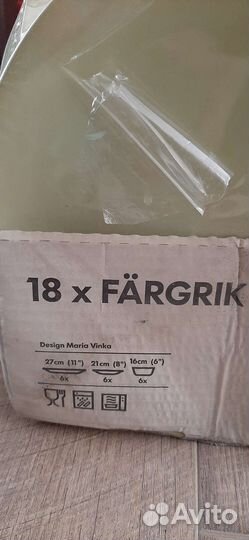 18 x FÄRGRIK
Design Maria Vinka
27cm (11") 21cm (8") 16cm (6")
6x 6x 6x
Avito